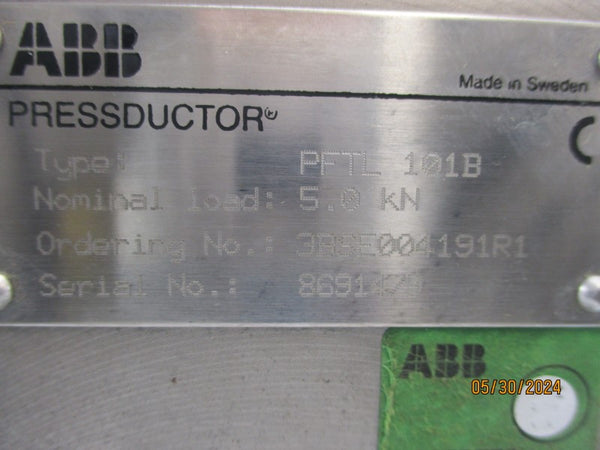 ABB
Made in Sweden
PRESSDUCTOR®
Type: PFTL 101B
Nominal load: 5.0 kN
Ordering No.: 3BSE004191R1
Serial No.:
ABB
05/30/2024